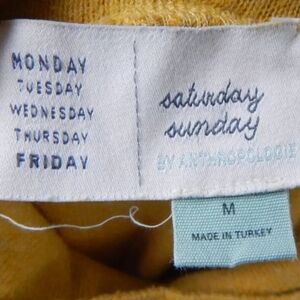 MONDAY
TUESDAY
WEDNESDAY
THURSDAY
FRIDAY
saturday
sunday
BY ANTHROPOLOGIE
M
MADE IN TURKEY